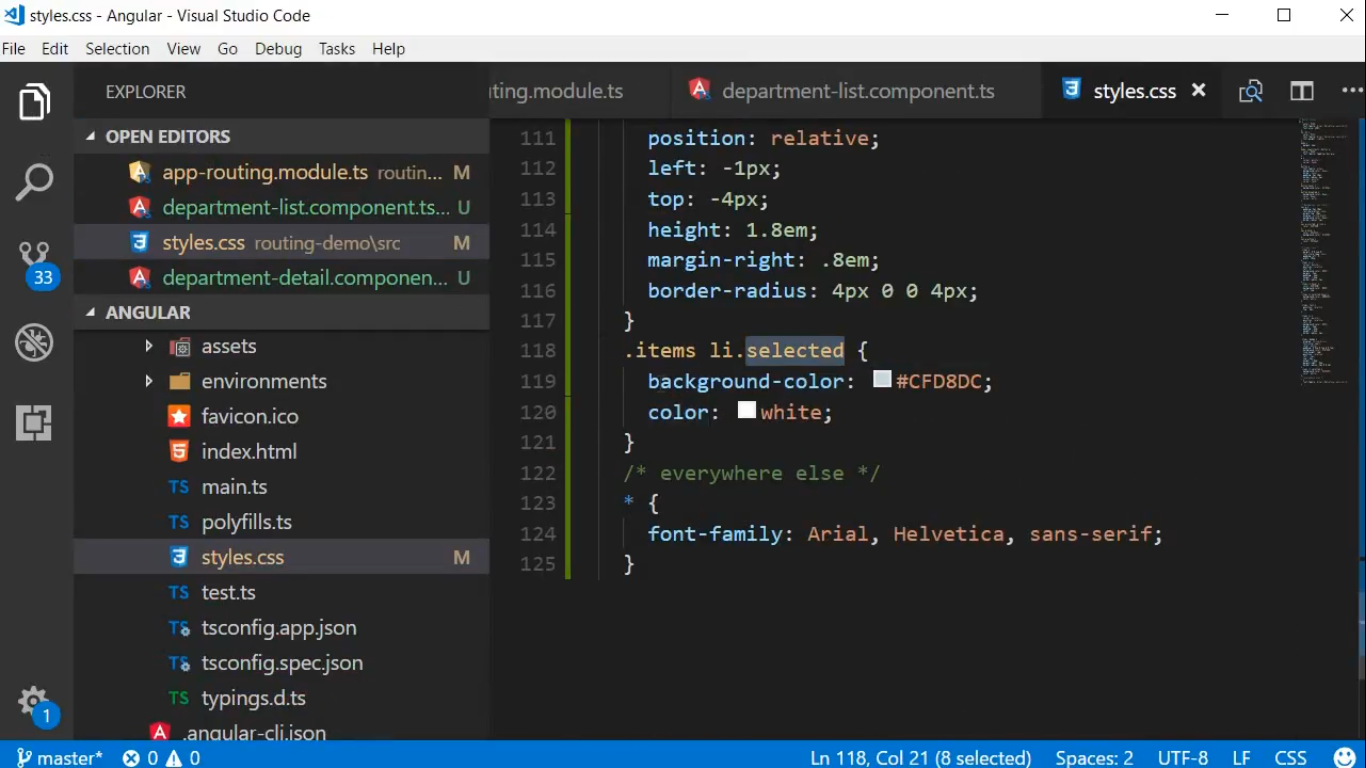 styles.css - Angular - Visual Studio Code
File Edit Selection View Go Debug Tasks Help
EXPLORER
OPEN EDITORS
app-routing.module.ts routin... M
department-list.component.ts... U
styles.css routing-demo\src M
department-detail.componen... U
ANGULAR
assets
environments
favicon.ico
index.html
TS main.ts
TS polyfills.ts
styles.css M
TS test.ts
TS tsconfig.app.json
TS tsconfig.spec.json
TS typings.d.ts
.angular-cli.json
33
1
uting.module.ts department-list.component.ts styles.css
111 position: relative;
112 left: -1px;
113 top: -4px;
114 height: 1.8em;
115 margin-right: .8em;
116 border-radius: 4px 0 0 4px;
117 }
118 .items li.selected {
119 background-color: #CFD8DC;
120 color: white;
121 }
122 /* everywhere else */
123 * {
124 font-family: Arial, Helvetica, sans-serif;
125 }
master* 0 0 Ln 118, Col 21 (8 selected) Spaces: 2 UTF-8 LF CSS